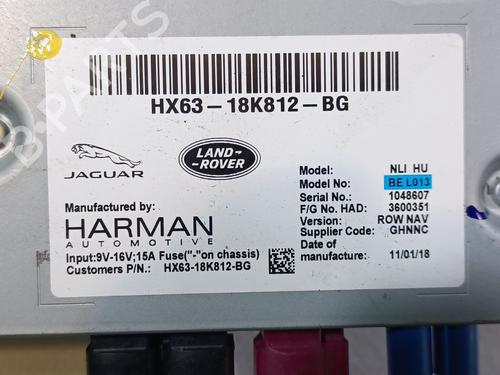 HX63-18K812-BG
JAGUAR
LAND-
ROVER
Manufactured by:
HARMAN
AUTOMOTIVE
Input:9V-16V;15A Fuse("-"on chassis)
Customers P/N.: HX63-18K812-BG
Model: NLI HU
Model No: BE L013
Serial No.: 1048607
F/G No. HAD: 3600351
Version: ROW NAV
Supplier Code: GHNNC
Date of
manufacture: 11/01/18
B-PARTS